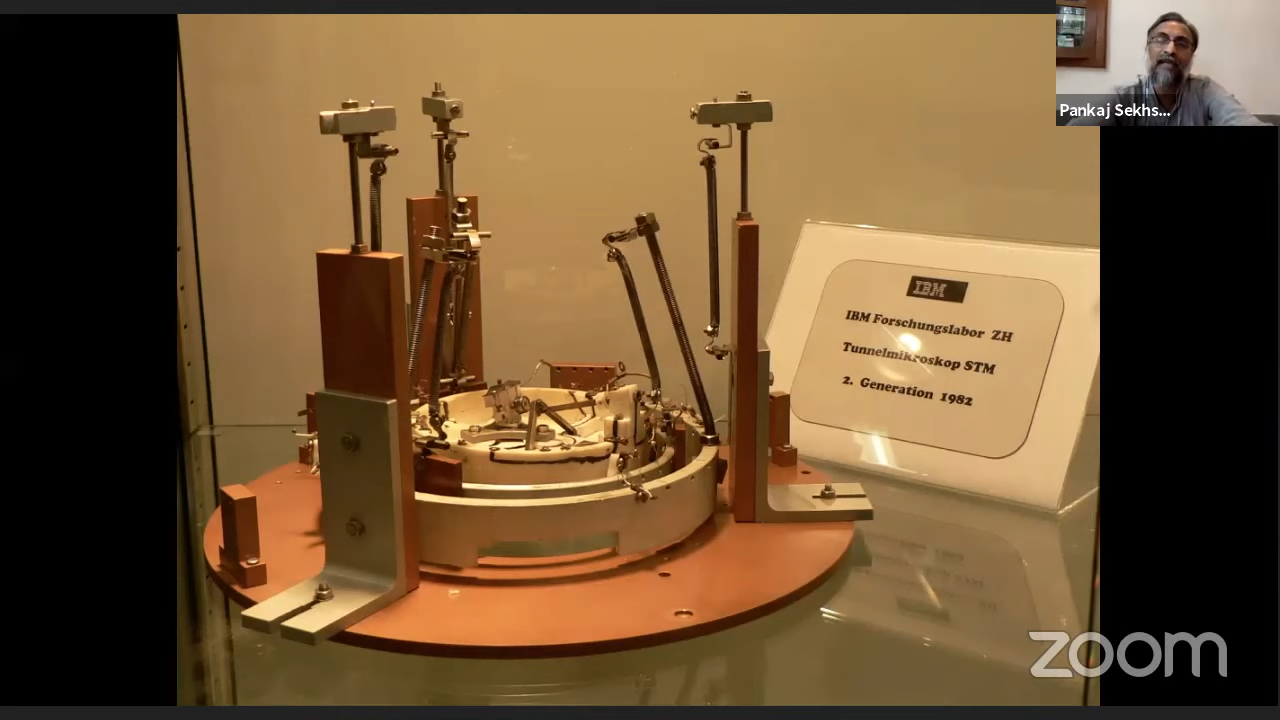 Pankaj Sekhs...
IBM
IBM Forschungslabor ZH
Tunnelmikroskop STM
2. Generation 1982
zoom